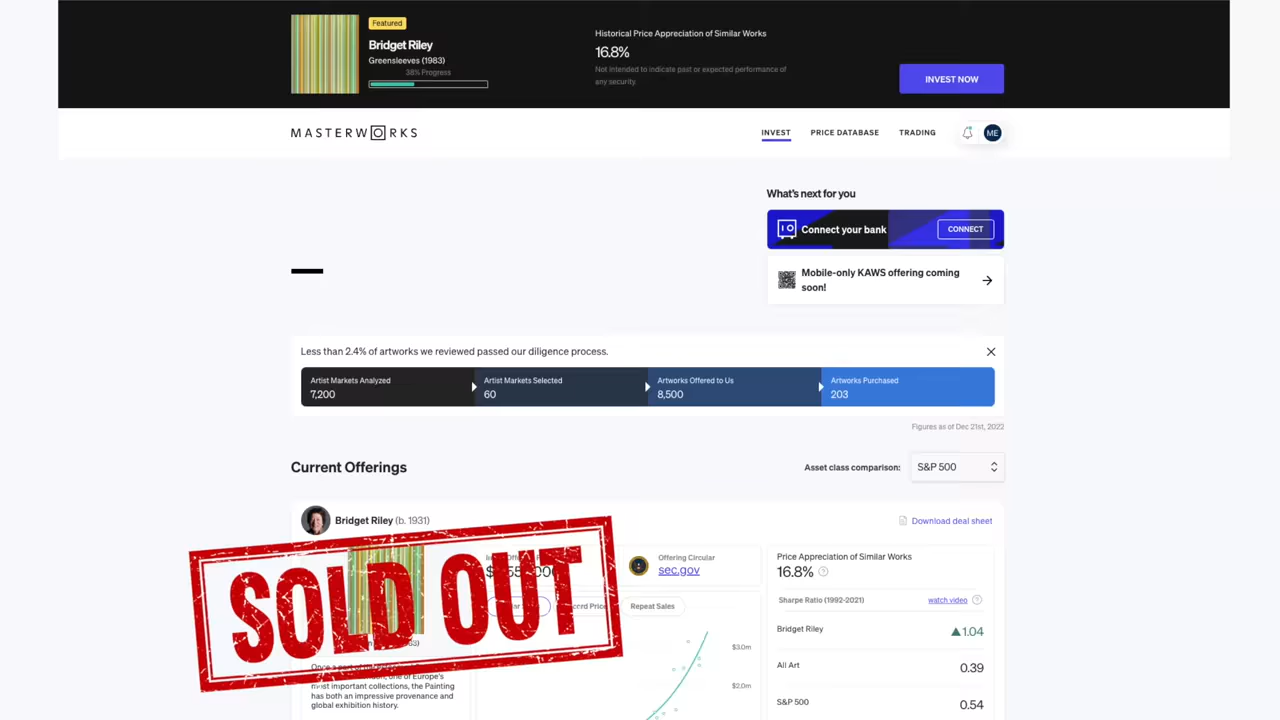 Featured
Bridget Riley
Greensleeves (1983)
38% Progress
Historical Price Appreciation of Similar Works
16.8%
Not intended to indicate past or expected performance of
any security.
INVEST NOW
MASTERWORKS
INVEST
PRICE DATABASE
TRADING
ME
What's next for you
Connect your bank
CONNECT
Mobile-only KAWS offering coming
soon!
Less than 2.4% of artworks we reviewed passed our diligence process.
Artist Markets Analyzed
7,200
Artist Markets Selected
60
Artworks Offered to Us
8,500
Artworks Purchased
203
Figures as of Dec 21st, 2022
Current Offerings
Asset class comparison:
S&P 500
Bridget Riley (b. 1931)
Download deal sheet
SOLD OUT
Offering Circular
sec.gov
Repeat Sales
$3.0m
$2.0m
most important collections, the Painting
has both an impressive provenance and
global exhibition history.
Price Appreciation of Similar Works
16.8%
Sharpe Ratio (1992-2021)
watch video
Bridget Riley
1.04
All Art
0.39
S&P 500
0.54